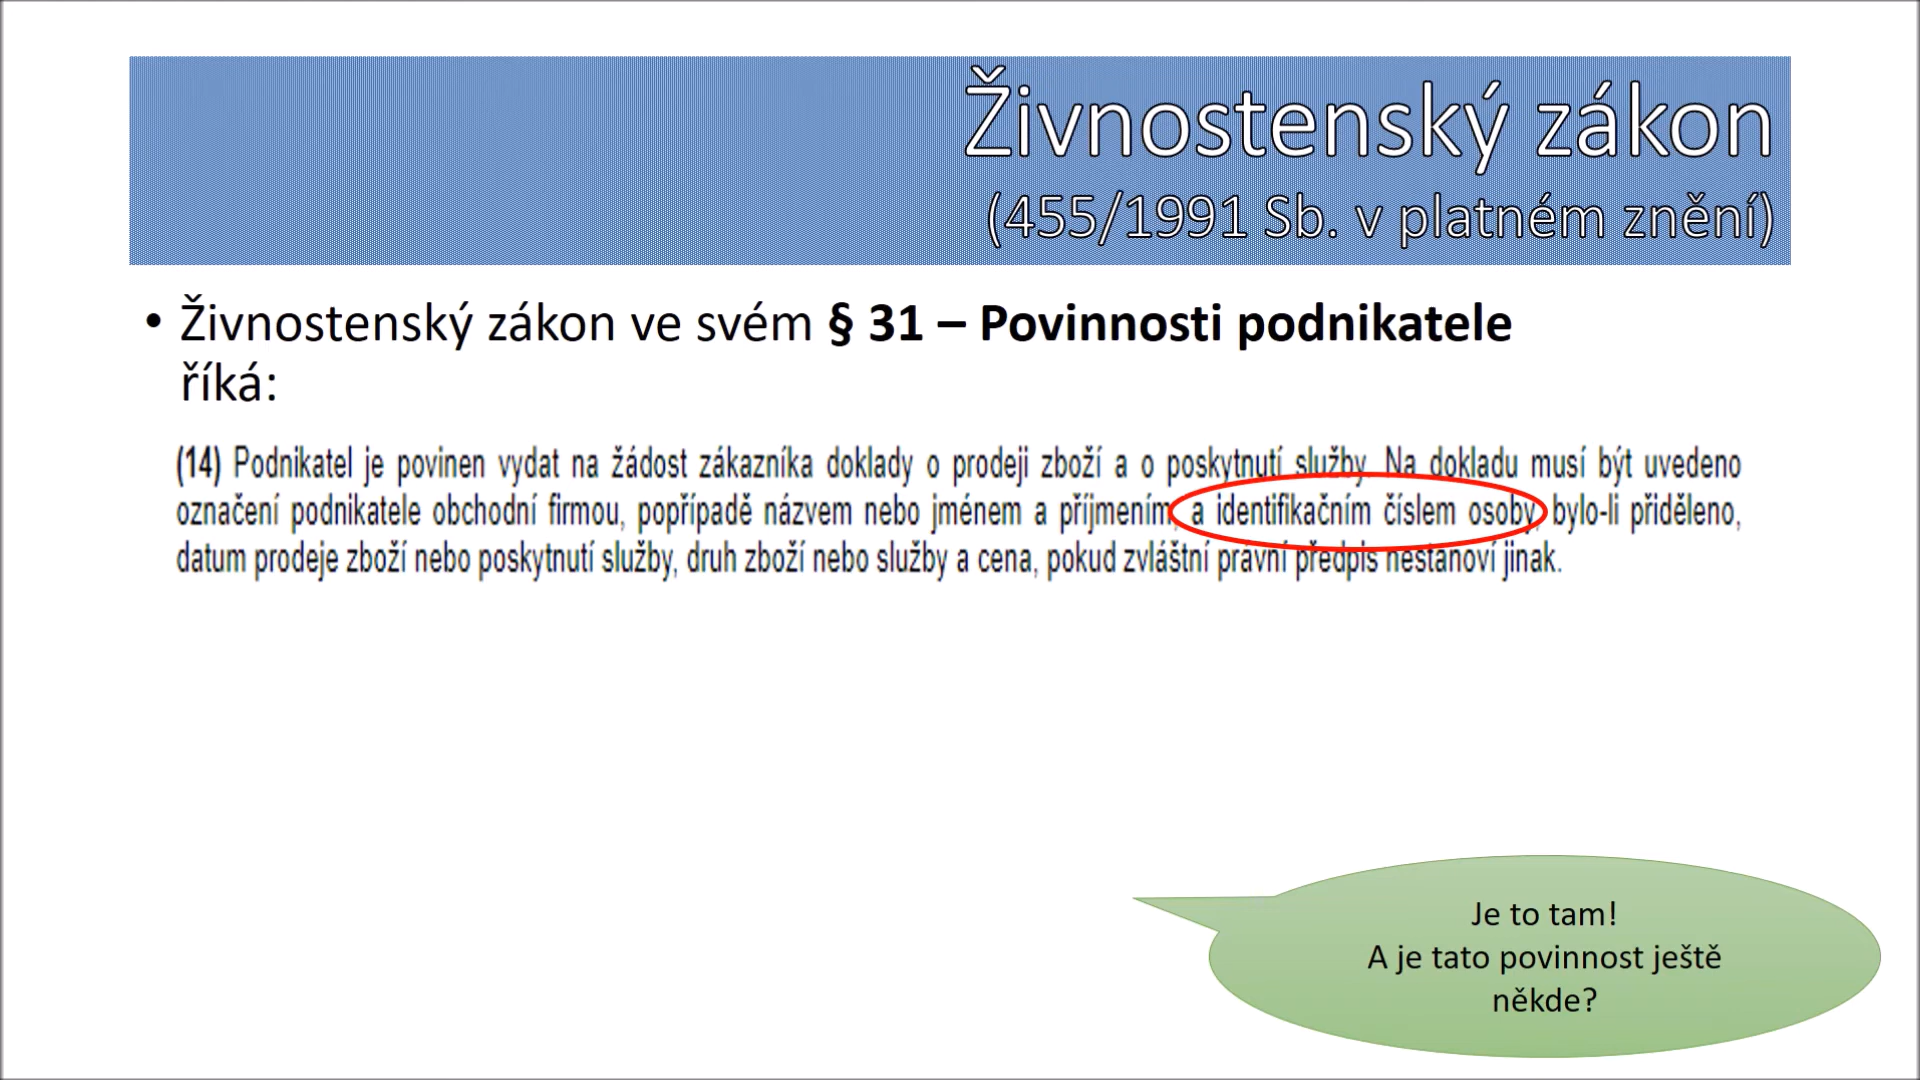 Živnostenský zákon
(455/1991 Sb. v platném znění)
• Živnostenský zákon ve svém § 31 – Povinnosti podnikatele
říká:
(14) Podnikatel je povinen vydat na žádost zákazníka doklady o prodeji zboží a o poskytnutí služby. Na dokladu musí být uvedeno
označení podnikatele obchodní firmou, popřípadě názvem nebo jménem a příjmením, a identifikačním číslem osoby, bylo-li přiděleno,
datum prodeje zboží nebo poskytnutí služby, druh zboží nebo služby a cena, pokud zvláštní právní předpis nestanoví jinak.
Je to tam!
A je tato povinnost ještě
někde?